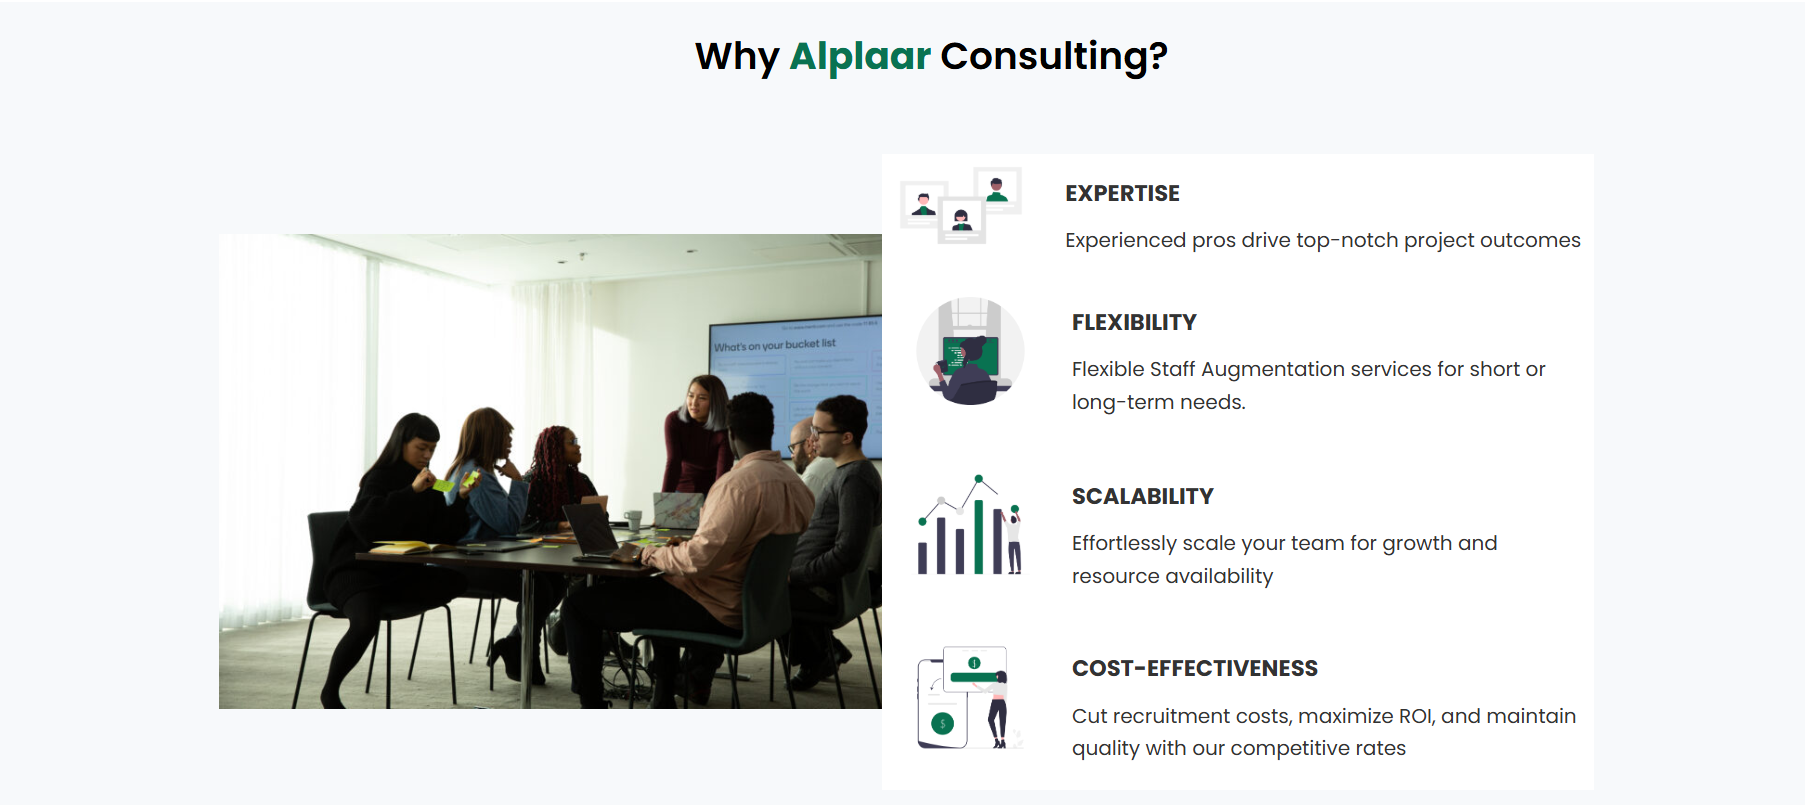 Why Alplaar Consulting?
What's on your bucket list
EXPERTISE
Experienced pros drive top-notch project outcomes
FLEXIBILITY
Flexible Staff Augmentation services for short or
long-term needs.
SCALABILITY
Effortlessly scale your team for growth and
resource availability
COST-EFFECTIVENESS
Cut recruitment costs, maximize ROI, and maintain
quality with our competitive rates
$